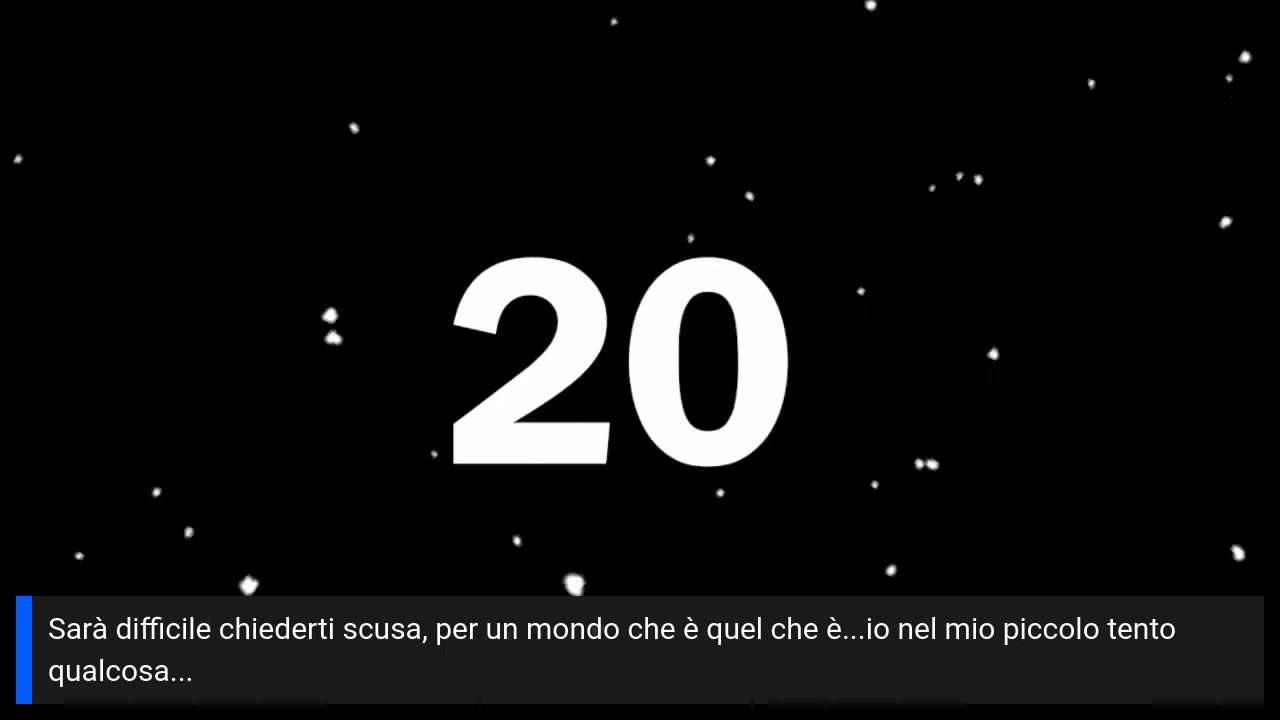 20
Sarà difficile chiederti scusa, per un mondo che è quel che è...io nel mio piccolo tento
qualcosa...